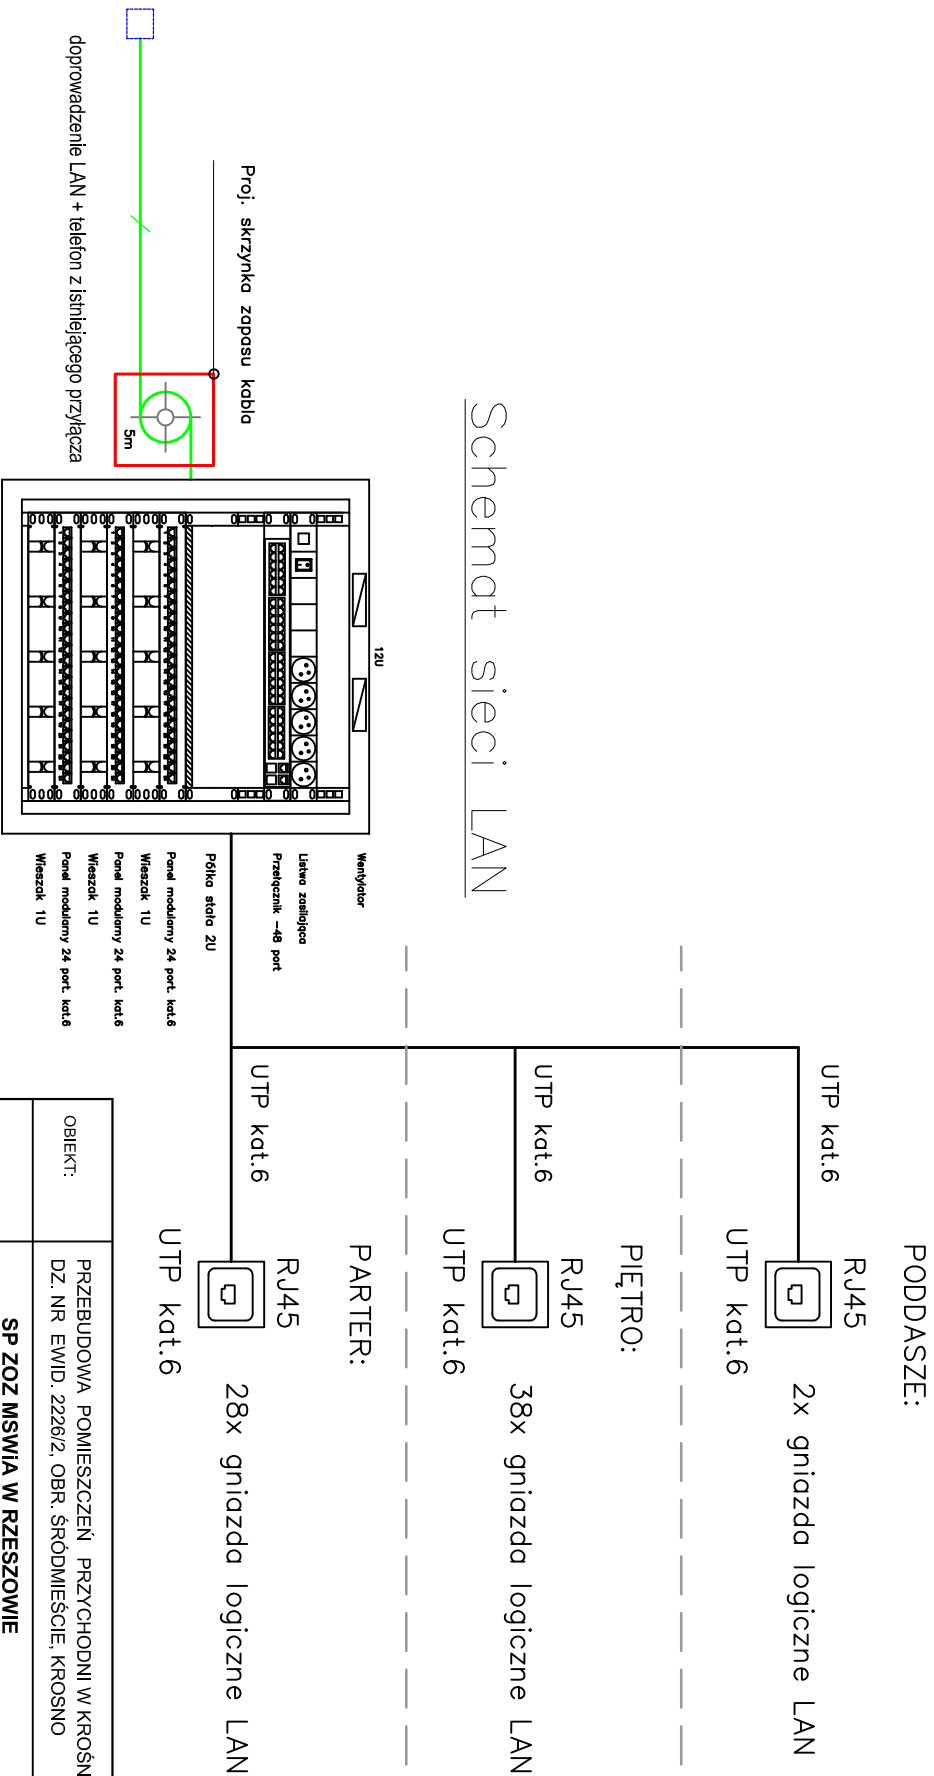 Schemat sieci LAN
PODDASZE:
UTP kat.6
RJ45
UTP kat.6
2x gniazda logiczne LAN
PIĘTRO:
UTP kat.6
RJ45
UTP kat.6
38x gniazda logiczne LAN
PARTER:
UTP kat.6
RJ45
UTP kat.6
28x gniazda logiczne LAN
Proj. skrzynka zapasu kabla
5m
doprowadzenie LAN + telefon z istniejącego przyłącza
12U
Wentylator
Listwa zasilająca
Przełącznik -48 port
Półka stała 2U
Panel modularny 24 port. kat.6
Wieszak 1U
Panel modularny 24 port. kat.6
Wieszak 1U
Panel modularny 24 port. kat.6
Wieszak 1U
OBIEKT:
PRZEBUDOWA POMIESZCZEŃ PRZYCHODNI W KROŚN
DZ. NR EWID. 2226/2, OBR. ŚRÓDMIEŚCIE, KROSNO
SP ZOZ MSWiA W RZESZOWIE